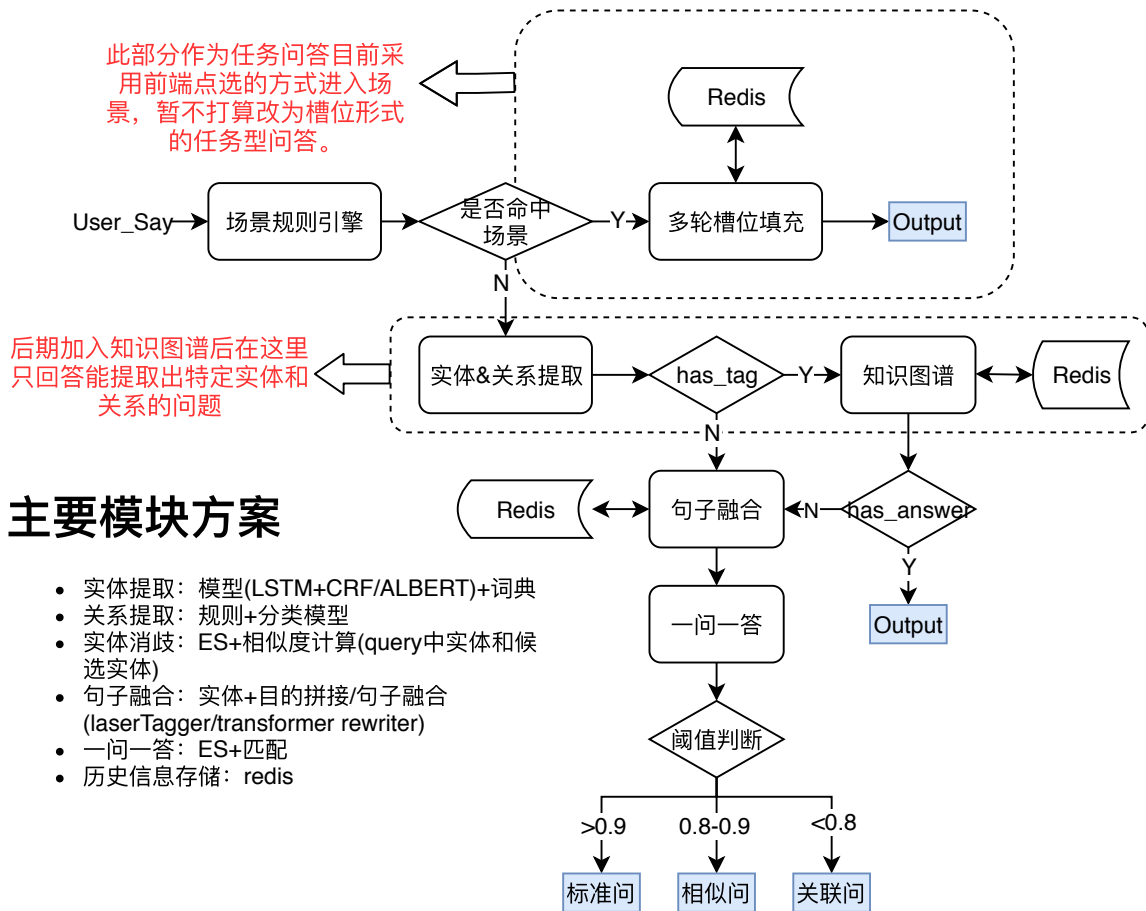 此部分作为任务问答目前采
用前端点选的方式进入场
景，暂不打算改为槽位形式
的任务型问答。
Redis
User_Say
场景规则引擎
是否命中
场景
Y
多轮槽位填充
Output
N
后期加入知识图谱后在这里
只回答能提取出特定实体和
关系的问题
实体&关系提取
has_tag
Y
知识图谱
Redis
N
主要模块方案
Redis
句子融合
N
has_answer
Y
• 实体提取：模型(LSTM+CRF/ALBERT)+词典
• 关系提取：规则+分类模型
• 实体消歧：ES+相似度计算(query中实体和候
选实体)
• 句子融合：实体+目的拼接/句子融合
(laserTagger/transformer rewriter)
• 一问一答：ES+匹配
• 历史信息存储：redis
一问一答
Output
阈值判断
>0.9
0.8-0.9
<0.8
标准问
相似问
关联问